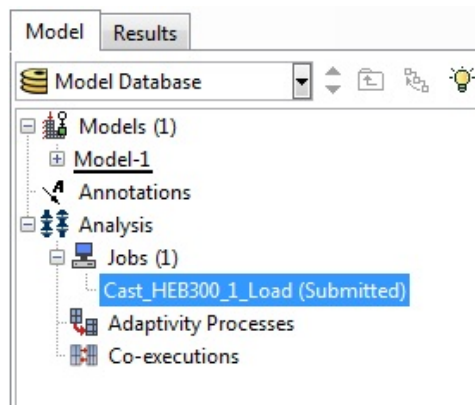 Model Results
Model Database
Models (1)
Model-1
Annotations
Analysis
Jobs (1)
Cast_HEB300_1_Load (Submitted)
Adaptivity Processes
Co-executions